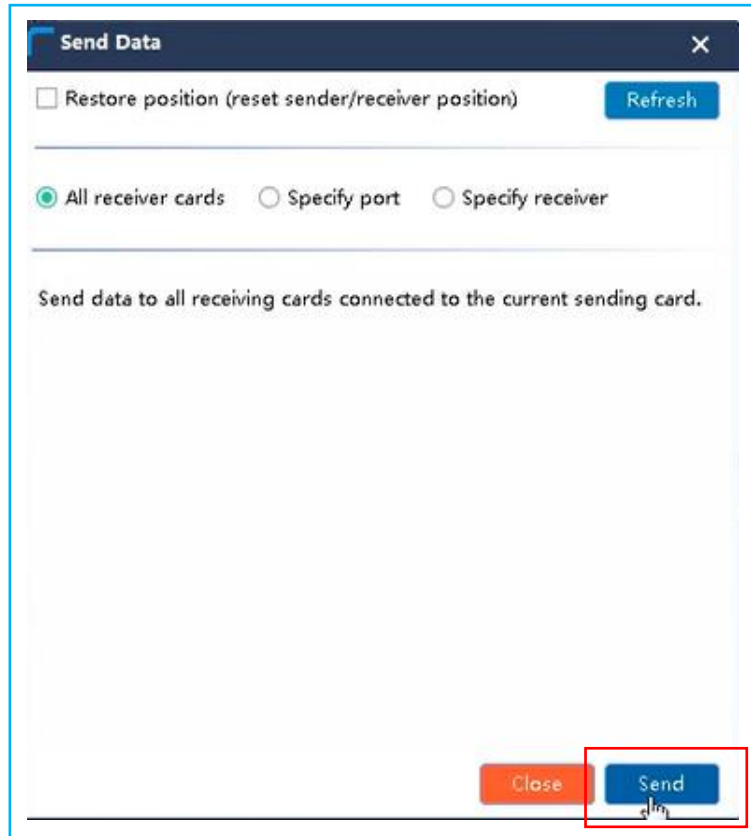 Send Data
Restore position (reset sender/receiver position) Refresh
All receiver cards Specify port Specify receiver
Send data to all receiving cards connected to the current sending card.
Close Send